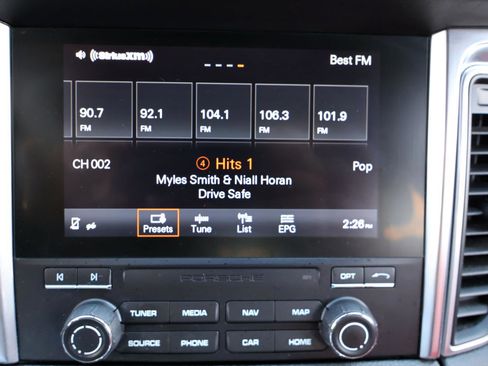 ((SiriusXM)) Best FM
90.7 92.1 104.1 106.3 101.9
FM FM FM FM FM
CH 002 4 Hits 1 Pop
Myles Smith & Niall Horan
Drive Safe
Presets Tune List EPG 2:26 PM
PORSCHE
OPT
TUNER MEDIA NAV MAP
SOURCE PHONE CAR HOME